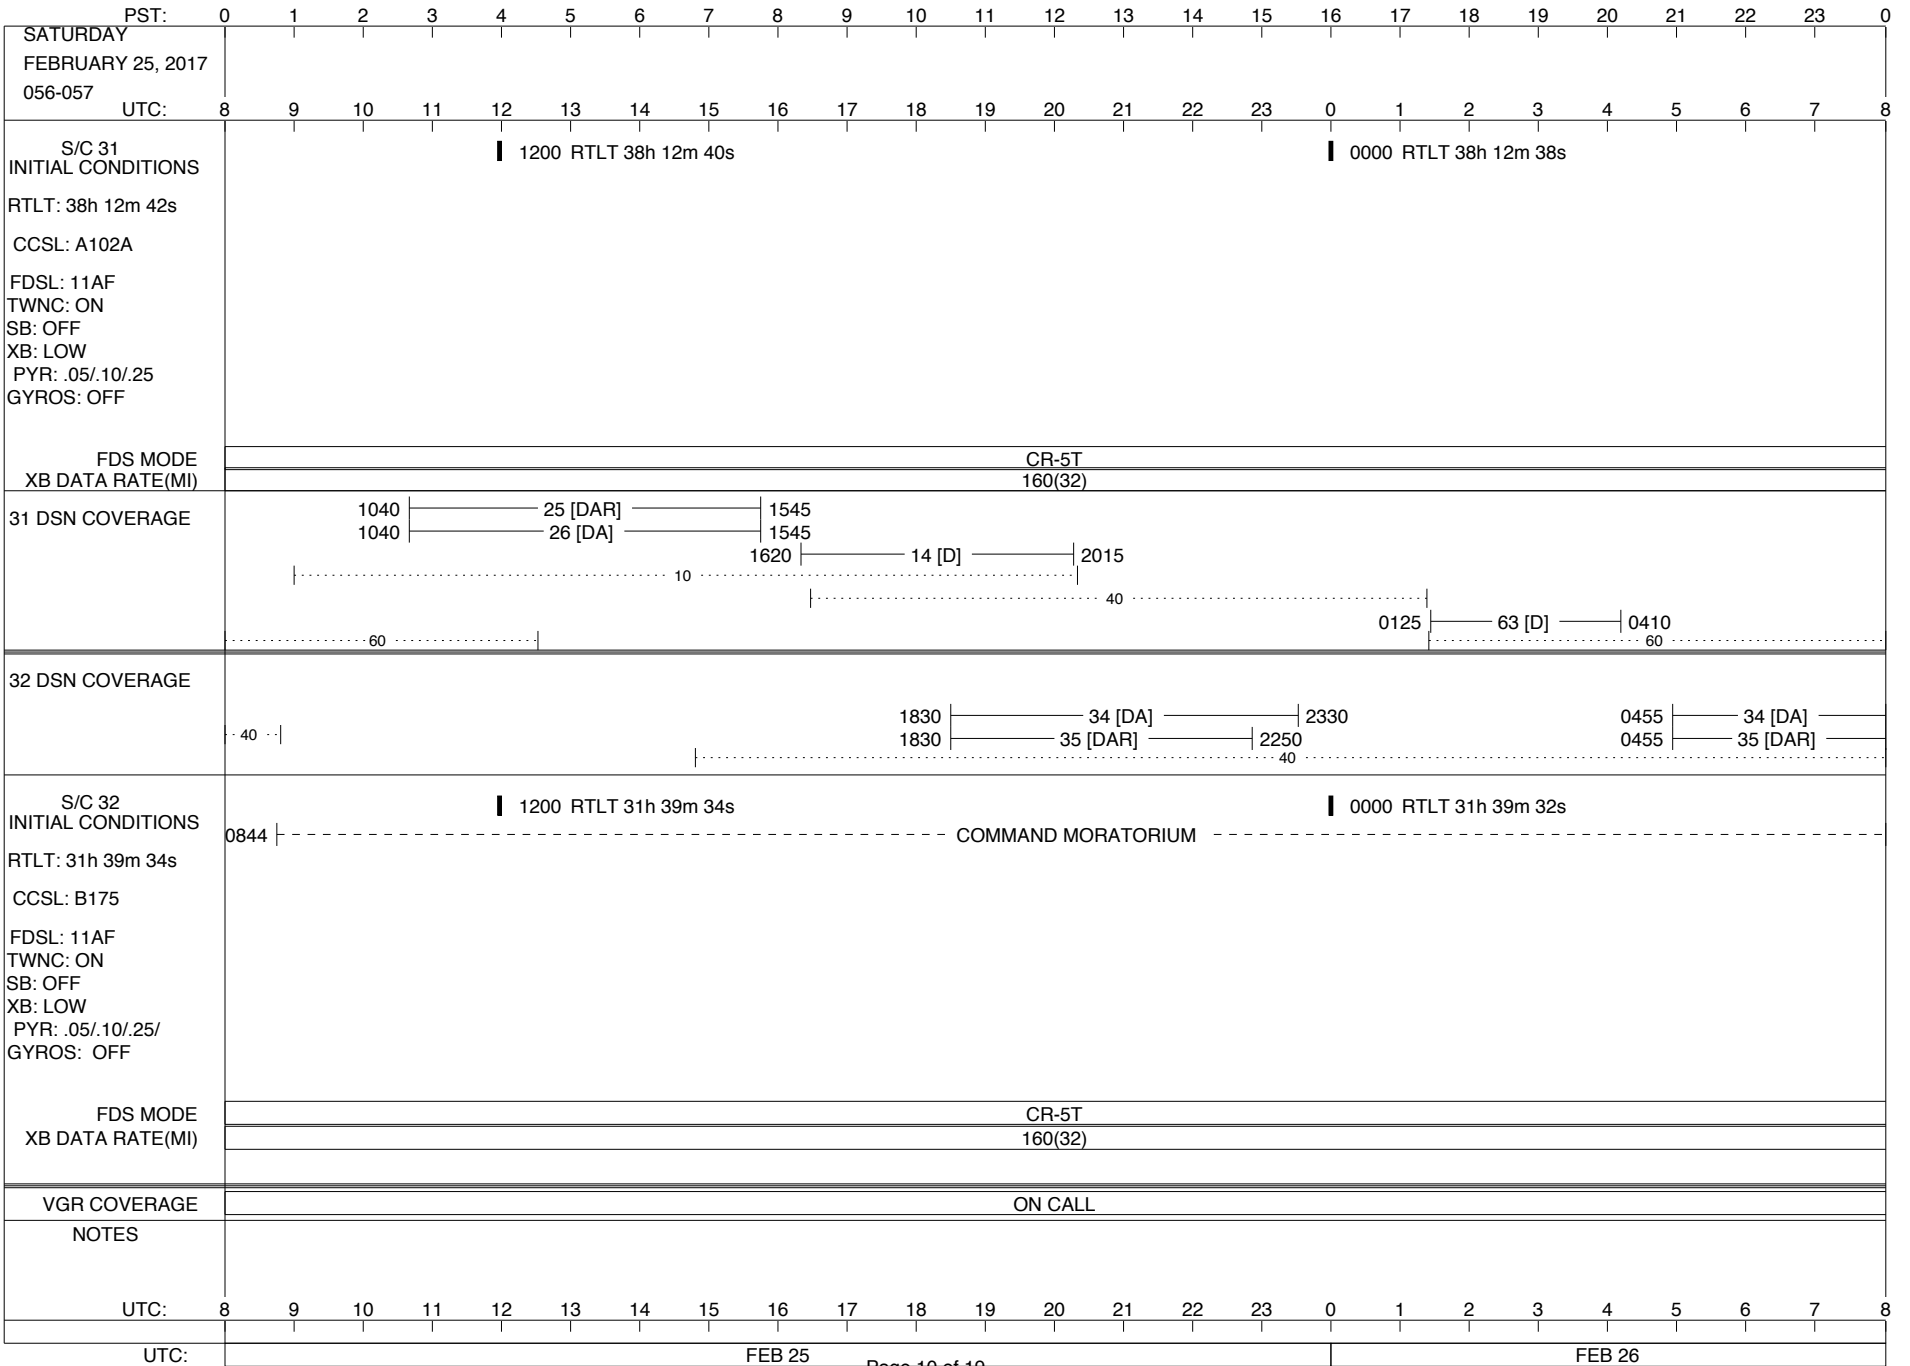 PST: 0 1 2 3 4 5 6 7 8 9 10 11 12 13 14 15 16 17 18 19 20 21 22 23 0
SATURDAY
FEBRUARY 25, 2017
056-057
UTC: 8 9 10 11 12 13 14 15 16 17 18 19 20 21 22 23 0 1 2 3 4 5 6 7 8
S/C 31
INITIAL CONDITIONS
1200 RTLT 38h 12m 40s
0000 RTLT 38h 12m 38s
RTLT: 38h 12m 42s
CCSL: A102A
FDSL: 11AF
TWNC: ON
SB: OFF
XB: LOW
PYR: .05/.10/.25
GYROS: OFF
FDS MODE CR-5T
XB DATA RATE(MI) 160(32)
31 DSN COVERAGE
1040 25 [DAR] 1545
1040 26 [DA] 1545
1620 14 [D] 2015
10
40
0125 63 [D] 0410
60 60
32 DSN COVERAGE
1830 34 [DA] 2330 0455 34 [DA]
40
1830 35 [DAR] 2250 0455 35 [DAR]
40
S/C 32
INITIAL CONDITIONS
1200 RTLT 31h 39m 34s
0000 RTLT 31h 39m 32s
0844 COMMAND MORATORIUM
RTLT: 31h 39m 34s
CCSL: B175
FDSL: 11AF
TWNC: ON
SB: OFF
XB: LOW
PYR: .05/.10/.25/
GYROS: OFF
FDS MODE CR-5T
XB DATA RATE(MI) 160(32)
VGR COVERAGE ON CALL
NOTES
UTC: 8 9 10 11 12 13 14 15 16 17 18 19 20 21 22 23 0 1 2 3 4 5 6 7 8
UTC: FEB 25 FEB 26
Page 10 of 19